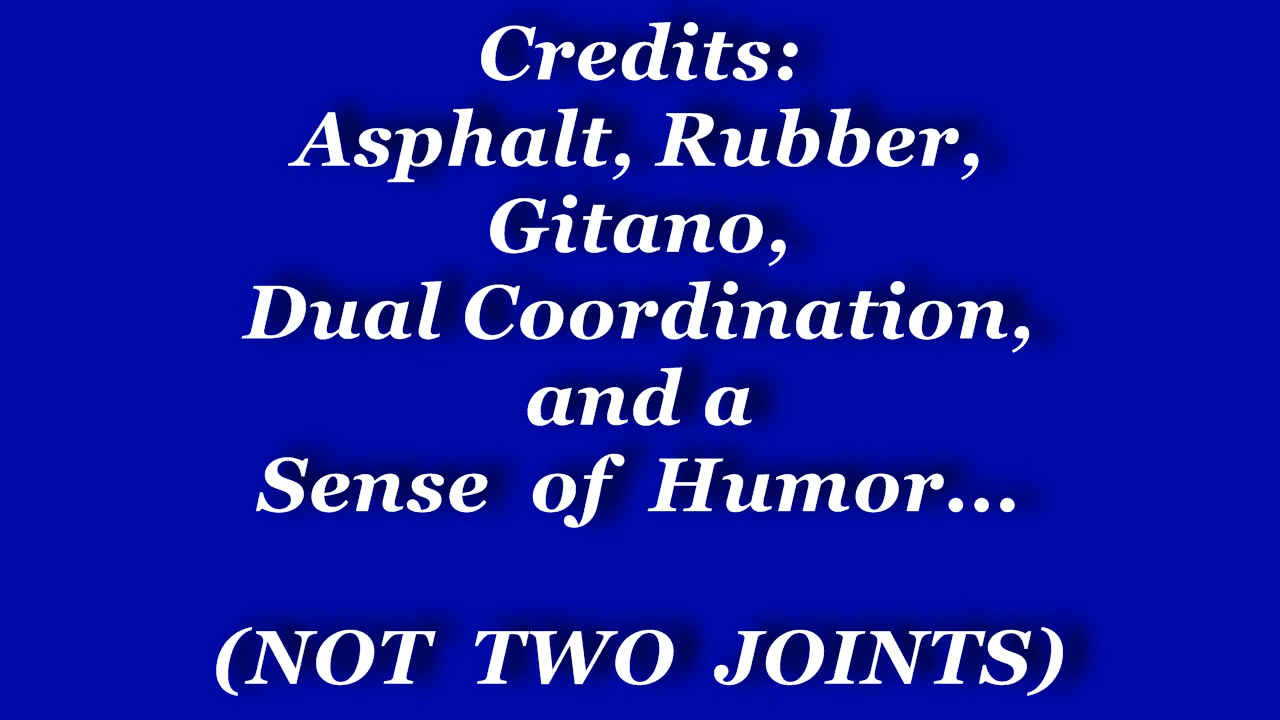 Credits:
Asphalt, Rubber,
Gitano,
Dual Coordination,
and a
Sense of Humor...
(NOT TWO JOINTS)